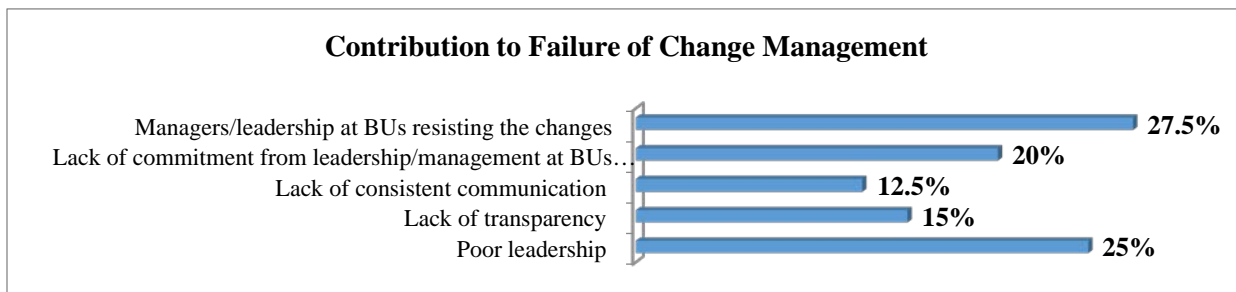 Contribution to Failure of Change Management
Managers/leadership at BUs resisting the changes 27.5%
Lack of commitment from leadership/management at BUs… 20%
Lack of consistent communication 12.5%
Lack of transparency 15%
Poor leadership 25%